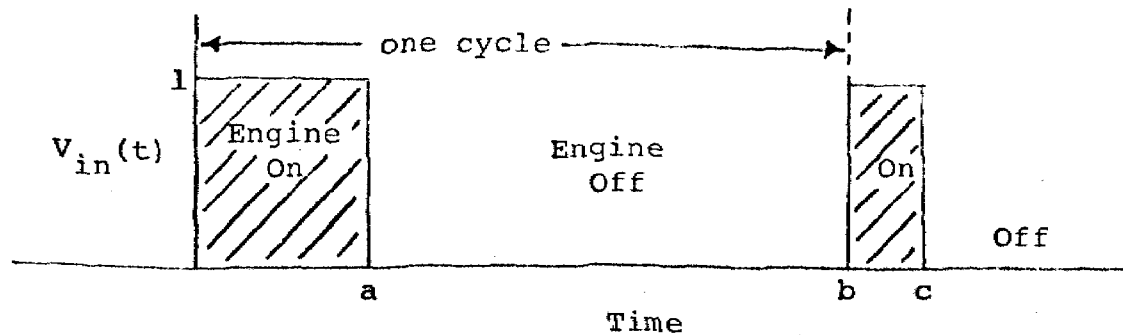 one cycle
1
V_in(t)
Engine
On
Engine
Off
On
Off
a
b
c
Time